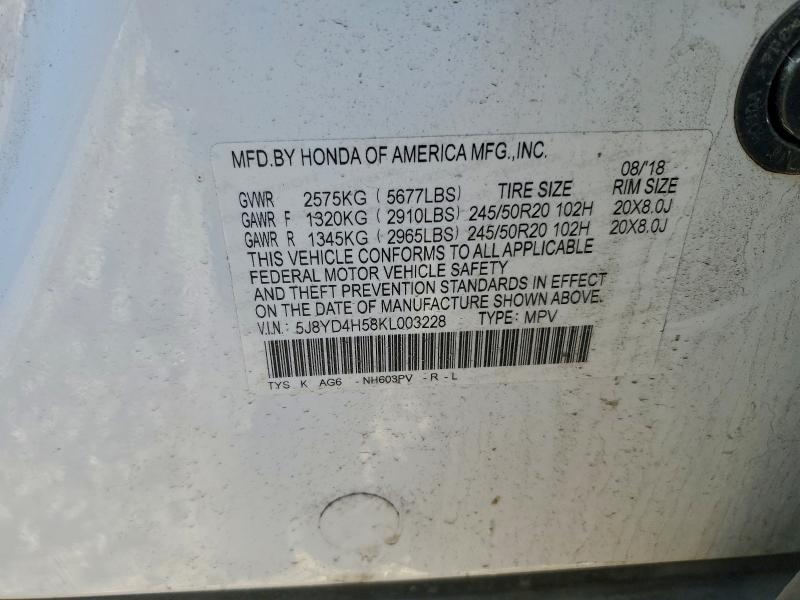 MFD.BY HONDA OF AMERICA MFG.,INC.
08/'18
GVWR 2575KG ( 5677LBS) TIRE SIZE RIM SIZE
GAWR F 1320KG ( 2910LBS) 245/50R20 102H 20X8.0J
GAWR R 1345KG ( 2965LBS) 245/50R20 102H 20X8.0J
THIS VEHICLE CONFORMS TO ALL APPLICABLE
FEDERAL MOTOR VEHICLE SAFETY
AND THEFT PREVENTION STANDARDS IN EFFECT
ON THE DATE OF MANUFACTURE SHOWN ABOVE.
V.I.N.: 5J8YD4H58KL003228 TYPE: MPV
TYS K AG6 -NH603PV -R -L